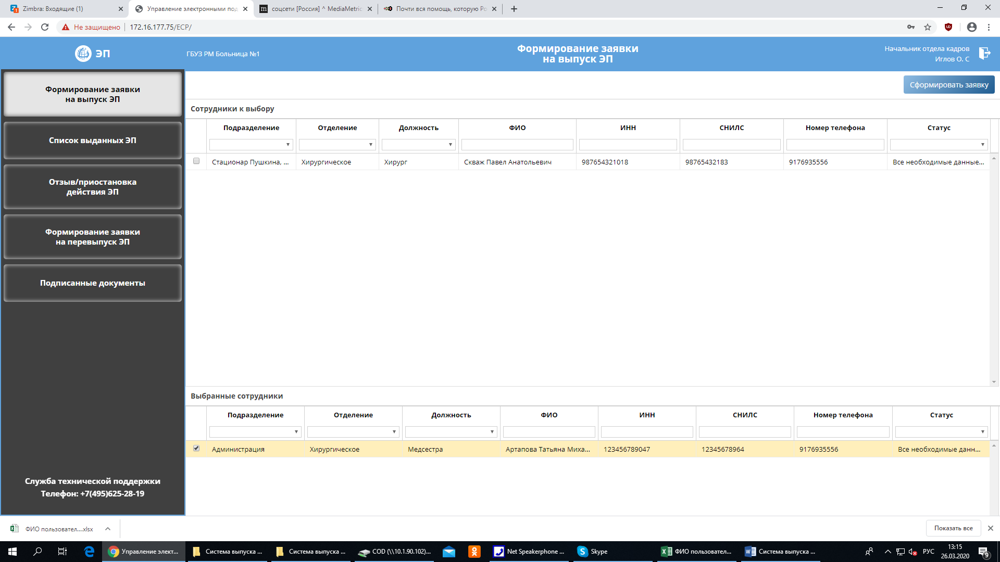 Zimbra: Входящие (1)
Управление электронными под
соцсети [Россия] ^ MediaMetric
Почти вся помощь, которую Ро
Не защищено
172.16.177.75/ECP/
ЭП
ГБУЗ РМ Больница №1
Формирование заявки
на выпуск ЭП
Начальник отдела кадров
Иглов О. С
Формирование заявки
на выпуск ЭП
Список выданных ЭП
Отзыв/приостановка
действия ЭП
Формирование заявки
на перевыпуск ЭП
Подписанные документы
Служба технической поддержки
Телефон: +7(495)625-28-19
Сформировать заявку
Сотрудники к выбору
Подразделение Отделение Должность ФИО ИНН СНИЛС Номер телефона Статус
Стационар Пушкина, ... Хирургическое Хирург Скваж Павел Анатольевич 987654321018 98765432183 9176935556 Все необходимые данные...
Выбранные сотрудники
Подразделение Отделение Должность ФИО ИНН СНИЛС Номер телефона Статус
Администрация Хирургическое Медсестра Артапова Татьяна Миха... 123456789047 12345678964 9176935556 Все необходимые данн...
ФИО пользовател....xlsx
Показать все
Управление элект...
Система выпуска ...
Система выпуска ...
COD (\\10.1.90.102)...
Net Speakerphone ...
Skype
ФИО пользовател...
Система выпуска ...
РУС
13:15
26.03.2020
9